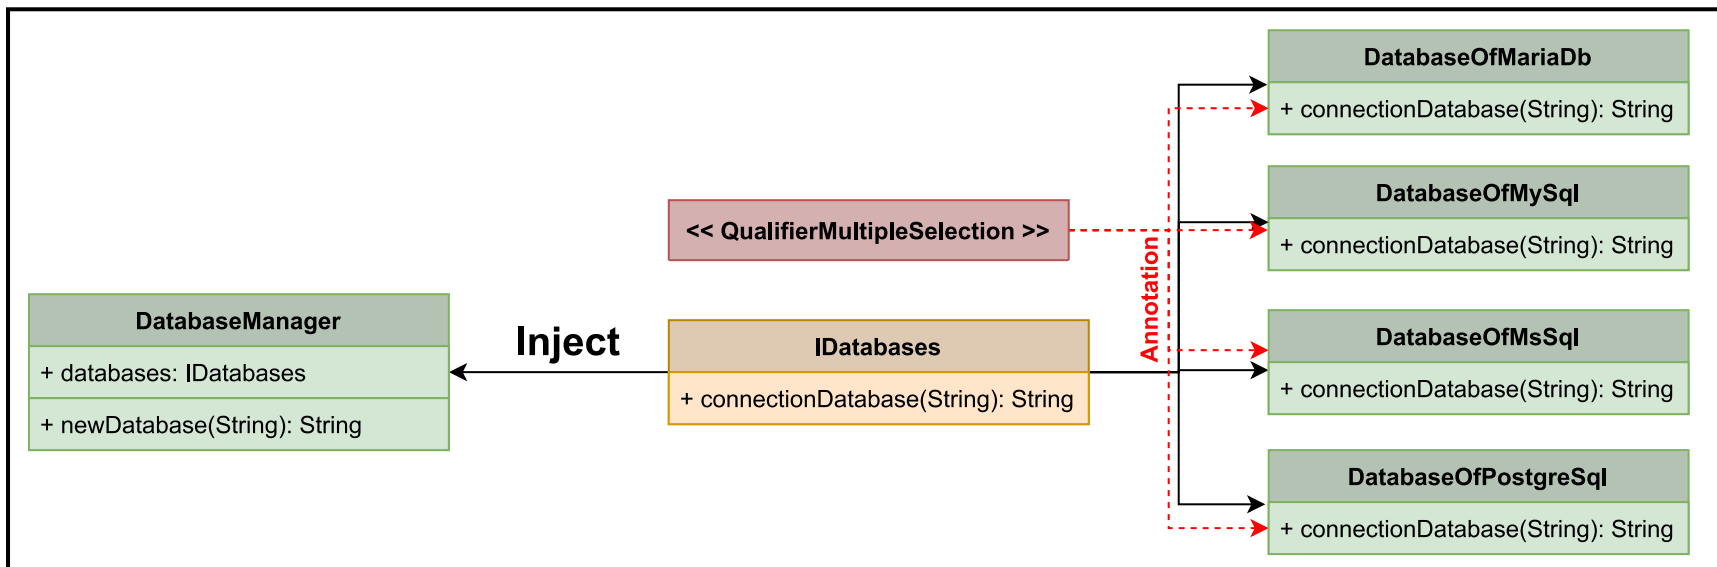 DatabaseManager
+ databases: IDatabases
+ newDatabase(String): String
Inject
<< QualifierMultipleSelection >>
IDatabases
+ connectionDatabase(String): String
Annotation
DatabaseOfMariaDb
+ connectionDatabase(String): String
DatabaseOfMySql
+ connectionDatabase(String): String
DatabaseOfMsSql
+ connectionDatabase(String): String
DatabaseOfPostgreSql
+ connectionDatabase(String): String